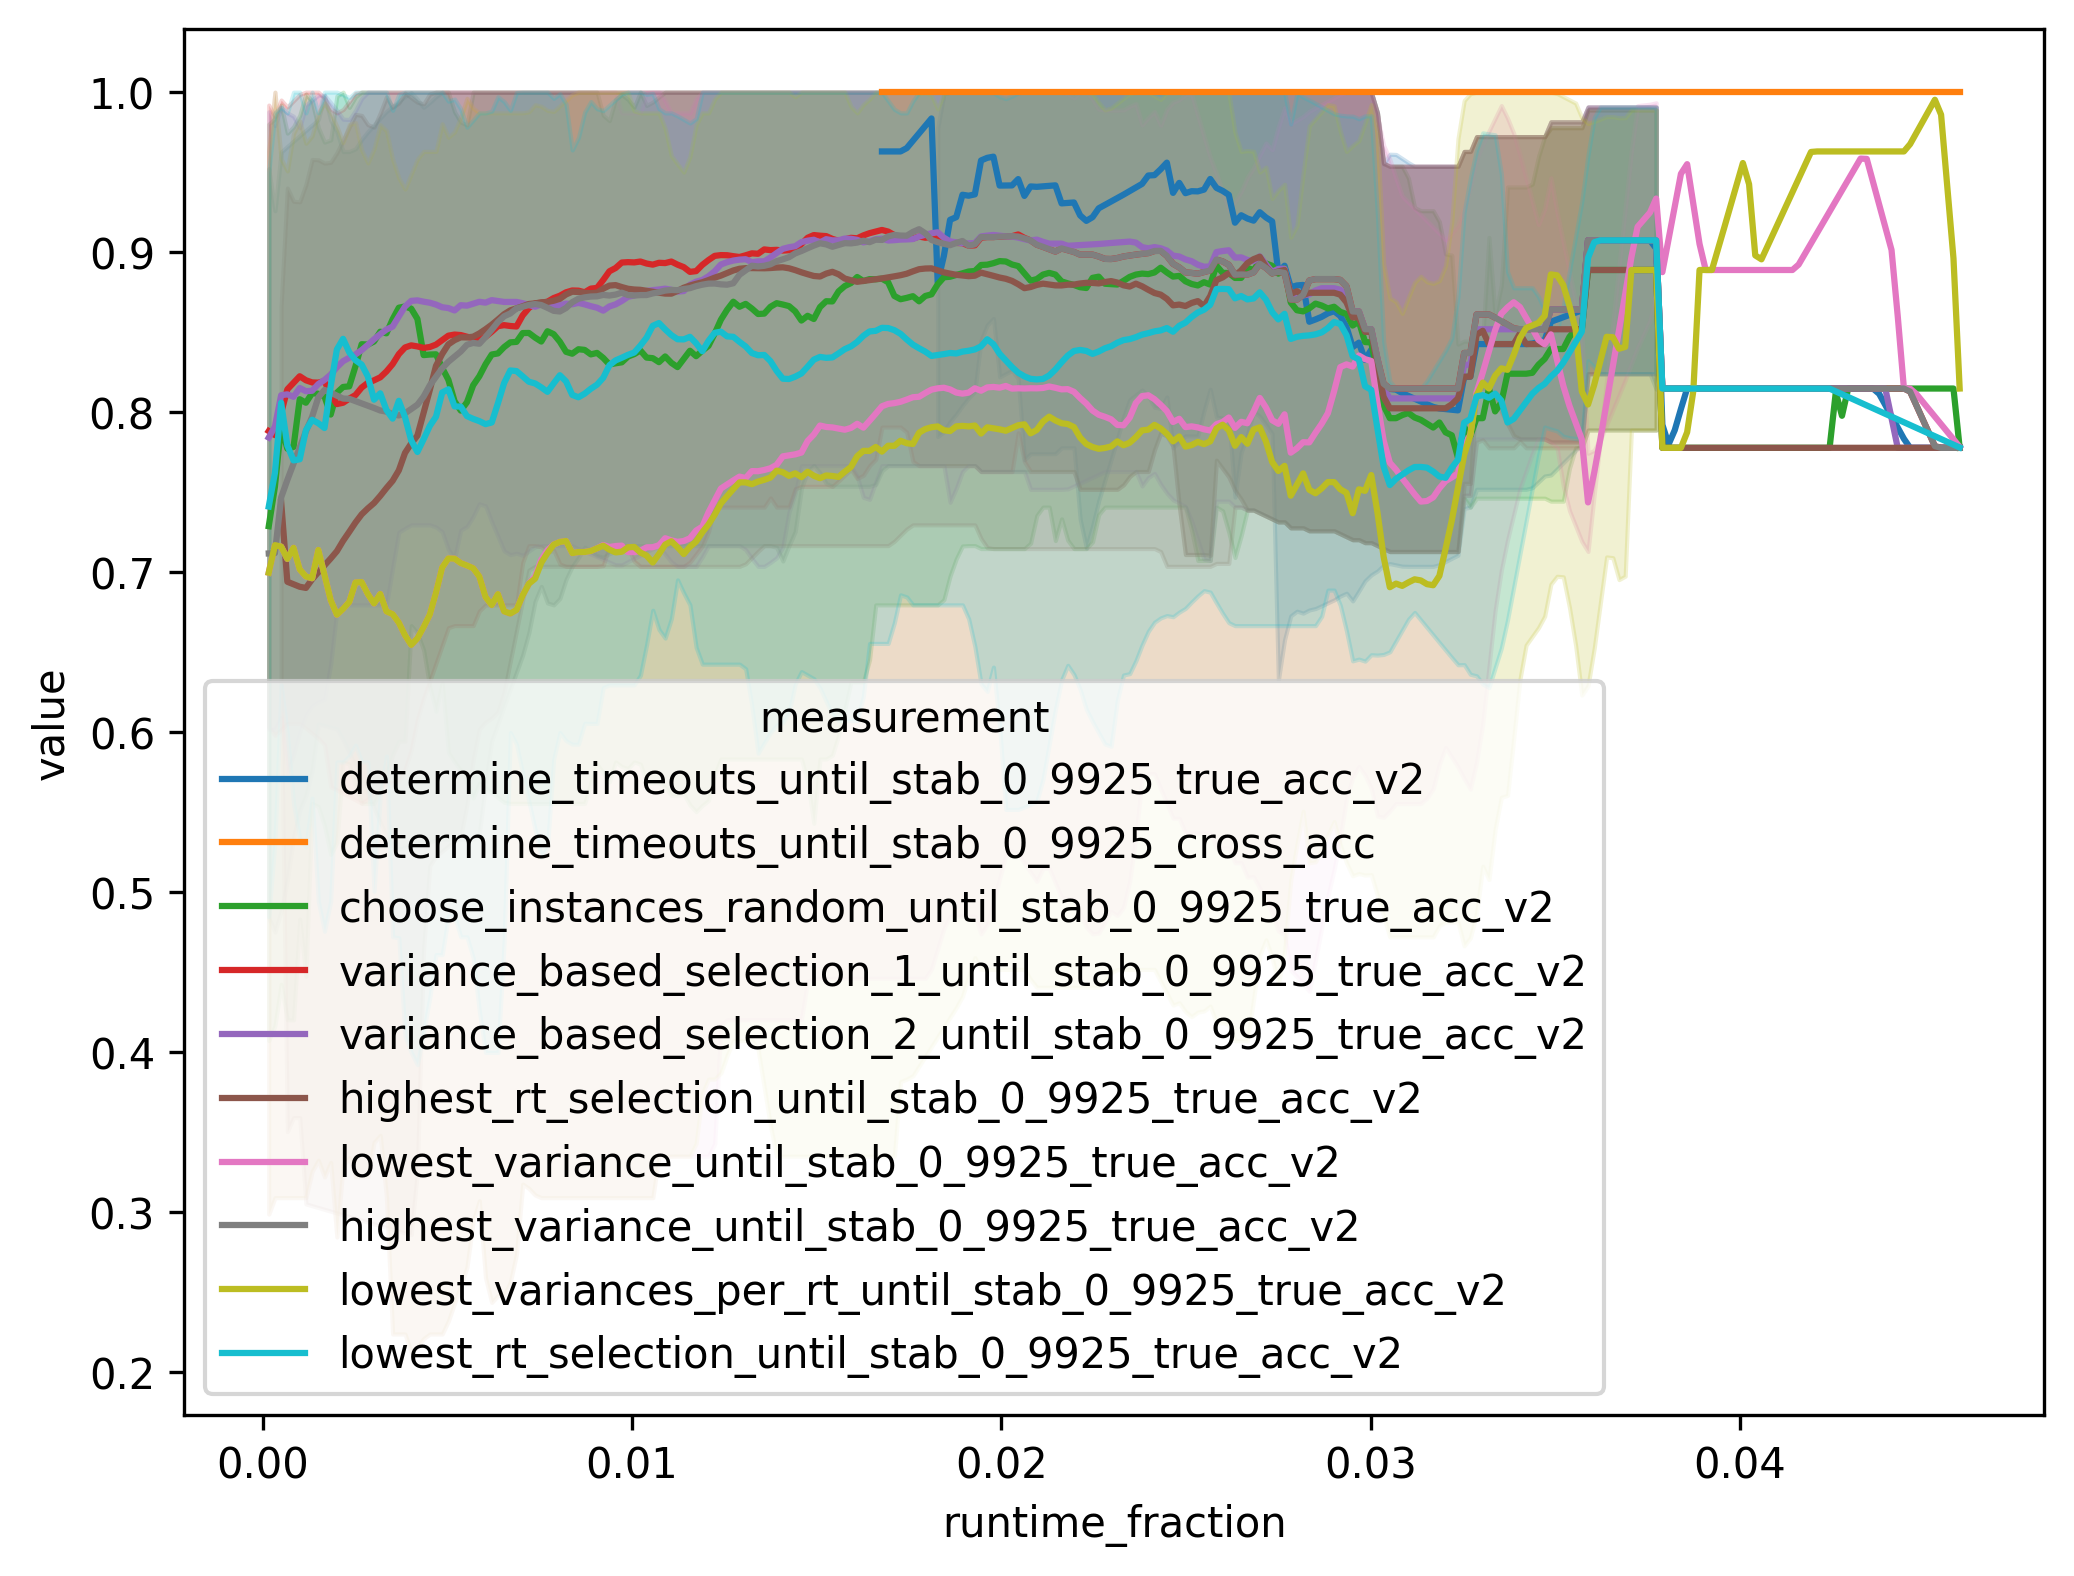 1.0
0.9
0.8
0.7
0.6
0.5
0.4
0.3
0.2
value
measurement
determine_timeouts_until_stab_0_9925_true_acc_v2
determine_timeouts_until_stab_0_9925_cross_acc
choose_instances_random_until_stab_0_9925_true_acc_v2
variance_based_selection_1_until_stab_0_9925_true_acc_v2
variance_based_selection_2_until_stab_0_9925_true_acc_v2
highest_rt_selection_until_stab_0_9925_true_acc_v2
lowest_variance_until_stab_0_9925_true_acc_v2
highest_variance_until_stab_0_9925_true_acc_v2
lowest_variances_per_rt_until_stab_0_9925_true_acc_v2
lowest_rt_selection_until_stab_0_9925_true_acc_v2
0.00 0.01 0.02 0.03 0.04
runtime_fraction